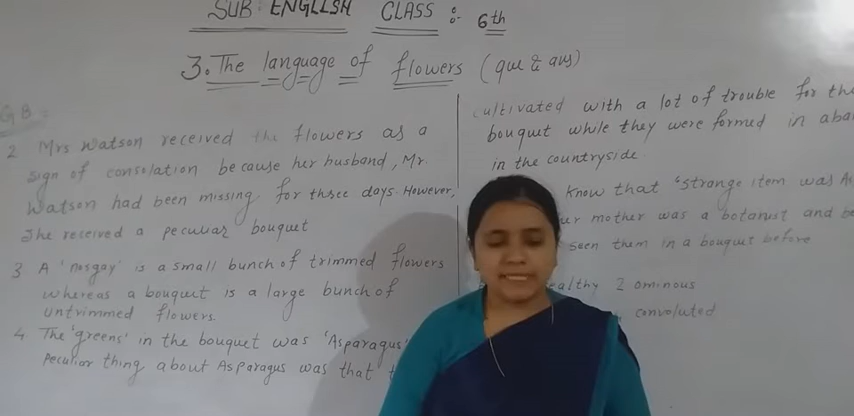 SUB: ENGLISH CLASS :- 6th
3. The language of flowers (que & ans)
GB:
2 Mrs Watson received the flowers as a
sign of consolation because her husband, Mr.
Watson had been missing for three days. However,
She received a peculiar bouquet
3 A 'nosgay' is a small bunch of trimmed flowers
whereas a bouquet is a large bunch of
untrimmed flowers.
4. The 'greens' in the bouquet was 'Asparagus'
Peculior thing about Asparagus was that
cultivated with a lot of trouble for the
bouquet while they were formed in
in the countryside.
know that 'strange item was
mother was a botanist and
seen them in a bouquet before
2 ominous
convoluted